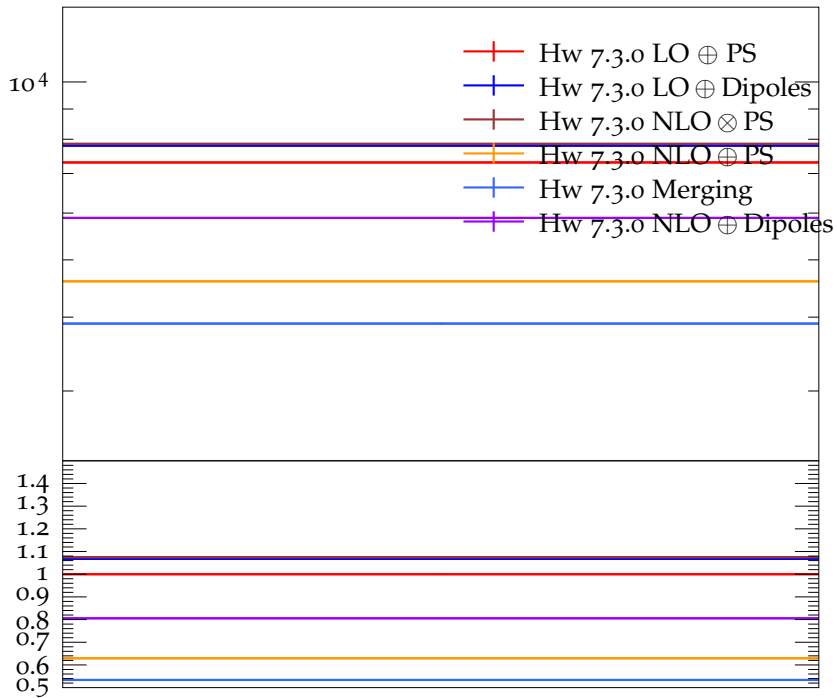 10⁴
Hw 7.3.0 LO ⊕ PS
Hw 7.3.0 LO ⊕ Dipoles
Hw 7.3.0 NLO ⊗ PS
Hw 7.3.0 NLO ⊕ PS
Hw 7.3.0 Merging
Hw 7.3.0 NLO ⊕ Dipoles
1.4
1.3
1.2
1.1
1
0.9
0.8
0.7
0.6
0.5